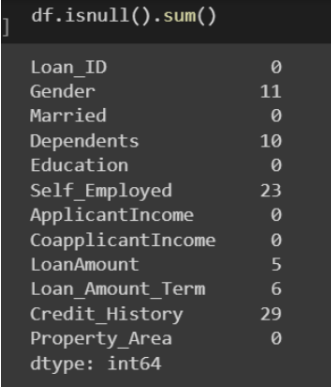 df.isnull().sum()
]
Loan_ID 0
Gender 11
Married 0
Dependents 10
Education 0
Self_Employed 23
ApplicantIncome 0
CoapplicantIncome 0
LoanAmount 5
Loan_Amount_Term 6
Credit_History 29
Property_Area 0
dtype: int64